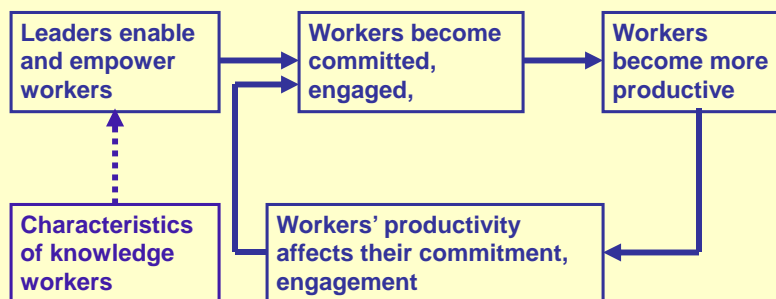 Leaders enable
and empower
workers
Workers become
committed,
engaged,
Workers
become more
productive
Characteristics
of knowledge
workers
Workers’ productivity
affects their commitment,
engagement